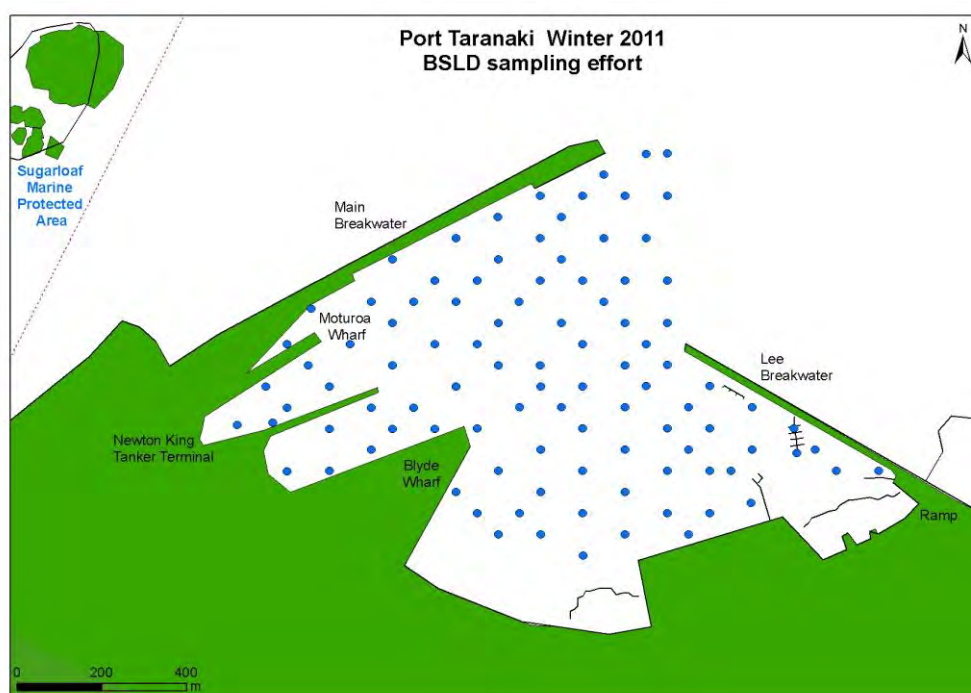 Port Taranaki Winter 2011
BSLD sampling effort
N
Sugarloaf
Marine
Protected
Area
Main
Breakwater
Moturoa
Wharf
Lee
Breakwater
Newton King
Tanker Terminal
Blyde
Wharf
Ramp
0 200 400
m